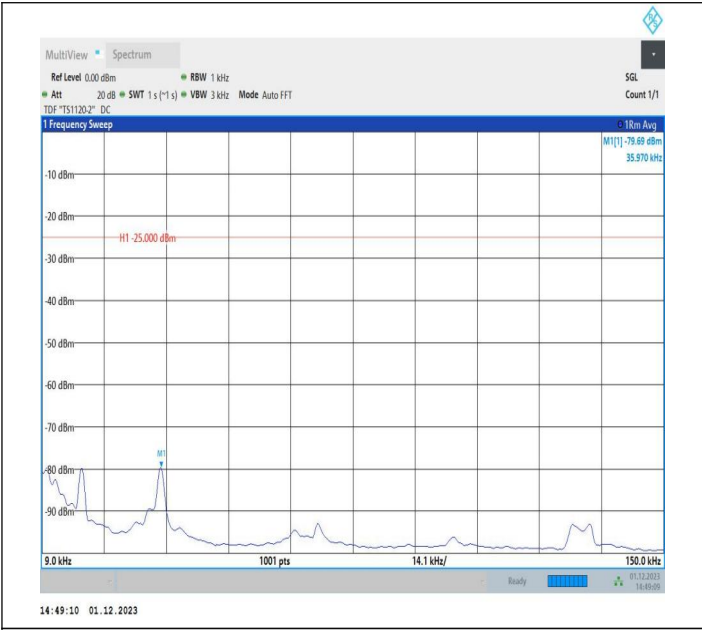 R&S
MultiView Spectrum
Ref Level 0.00 dBm RBW 1 kHz SGL
Att 20 dB SWT 1 s (~1 s) VBW 3 kHz Mode Auto FFT Count 1/1
TDF "TS1120-2" DC
1 Frequency Sweep 1Rm Avg
M1[1] -79.69 dBm
35.970 kHz
-10 dBm
-20 dBm
H1 -25.000 dBm
-30 dBm
-40 dBm
-50 dBm
-60 dBm
-70 dBm
M1
-80 dBm
-90 dBm
9.0 kHz 1001 pts 14.1 kHz/ 150.0 kHz
Ready 01.12.2023
14:49:09
14:49:10 01.12.2023